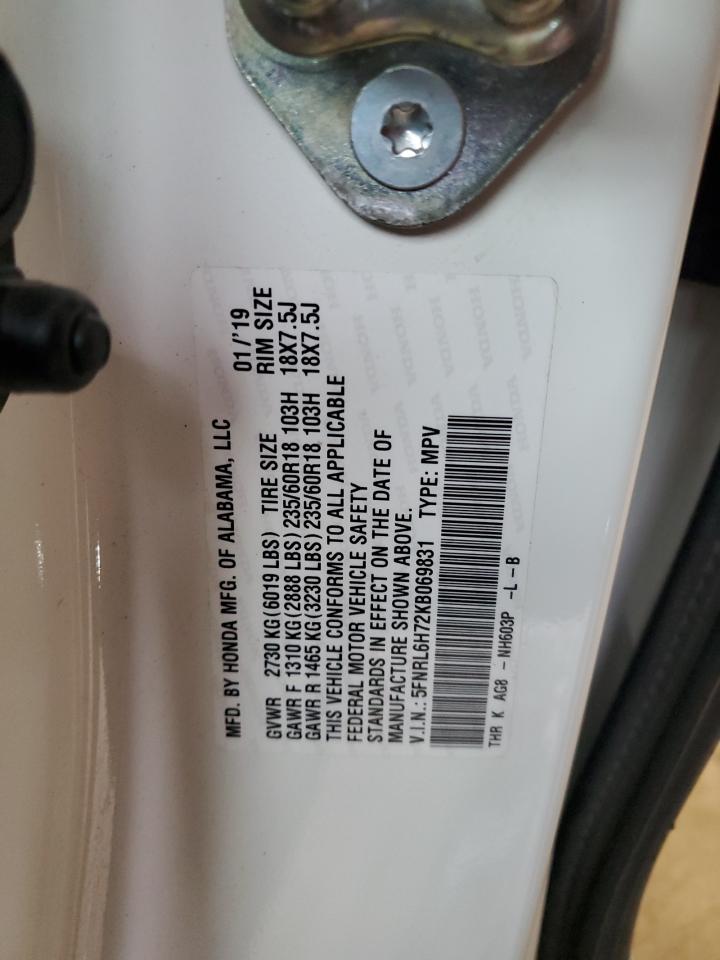 MFD. BY HONDA MFG. OF ALABAMA, LLC 01/'19
GVWR 2730 KG (6019 LBS) TIRE SIZE RIM SIZE
GAWR F 1310 KG (2888 LBS) 235/60R18 103H 18X7.5J
GAWR R 1465 KG (3230 LBS) 235/60R18 103H 18X7.5J
THIS VEHICLE CONFORMS TO ALL APPLICABLE
FEDERAL MOTOR VEHICLE SAFETY
STANDARDS IN EFFECT ON THE DATE OF
MANUFACTURE SHOWN ABOVE.
V.I.N.: 5FNRL6H72KB069831 TYPE: MPV
THR K AG8 - NH603P -L -B